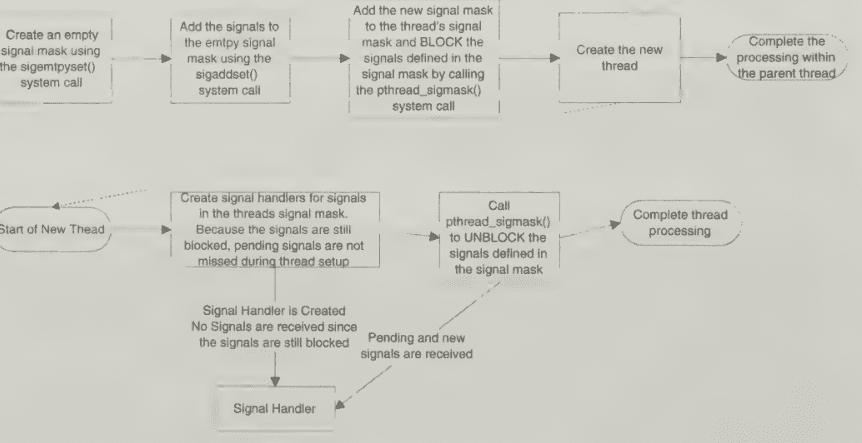 Create an empty
signal mask using
the sigemtpyset()
system call
Add the signals to
the emtpy signal
mask using the
sigaddset()
system call
Add the new signal mask
to the thread's signal
mask and BLOCK the
signals defined in the
signal mask by calling
the pthread_sigmask()
system call
Create the new
thread
Complete the
processing within
the parent thread
Start of New Thead
Create signal handlers for signals
in the threads signal mask.
Because the signals are still
blocked, pending signals are not
missed during thread setup
Call
pthread_sigmask()
to UNBLOCK the
signals defined in
the signal mask
Complete thread
processing
Signal Handler is Created
No Signals are received since
the signals are still blocked
Pending and new
signals are received
Signal Handler